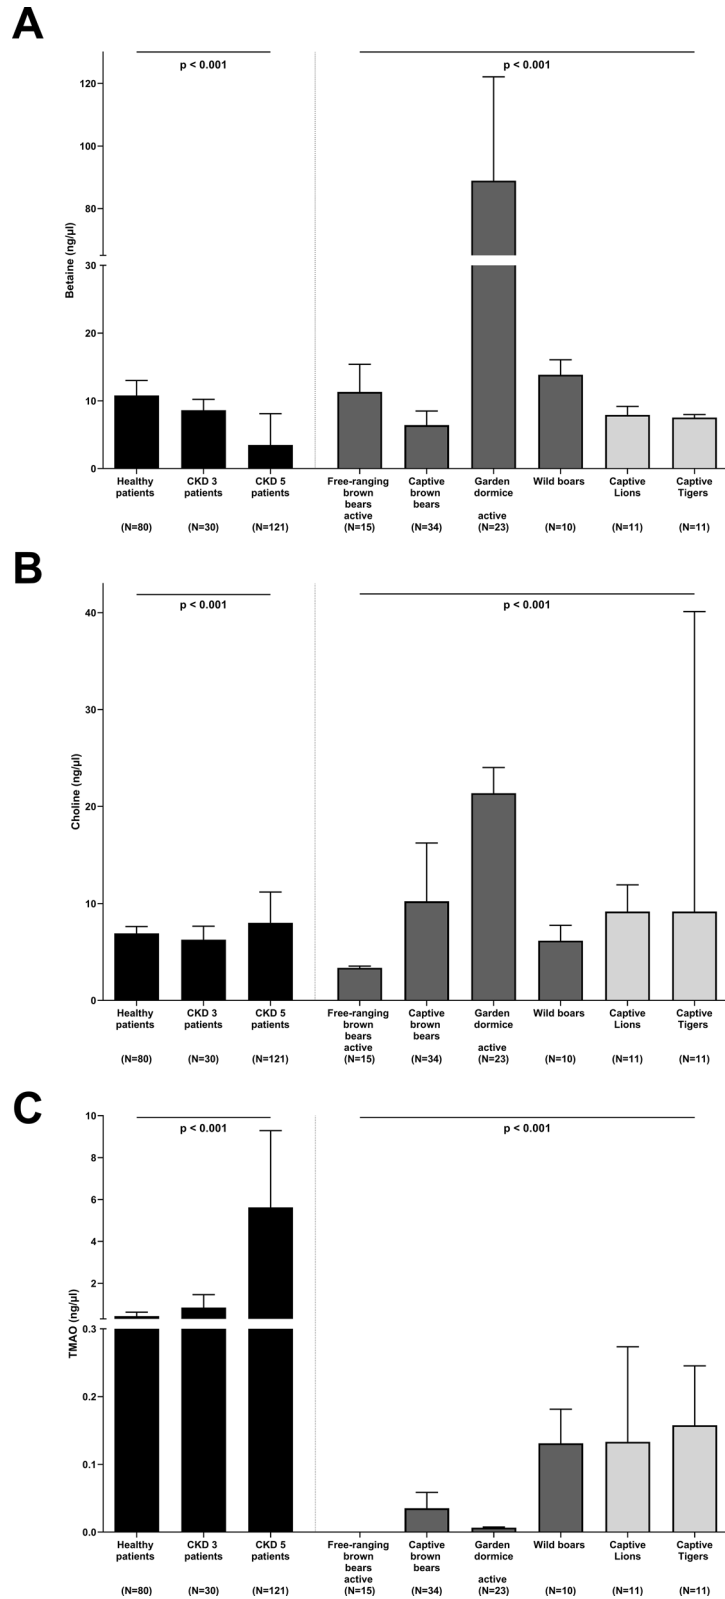 A
p < 0.001
p < 0.001
120
100
80
30
20
10
0
Betaine (ng/µl)
Healthy patients
(N=80)
CKD 3 patients
(N=30)
CKD 5 patients
(N=121)
Free-ranging brown bears active
(N=15)
Captive brown bears
(N=34)
Garden dormice
active
(N=23)
Wild boars
(N=10)
Captive Lions
(N=11)
Captive Tigers
(N=11)
B
p < 0.001
p < 0.001
40
30
20
10
0
Choline (ng/µl)
Healthy patients
(N=80)
CKD 3 patients
(N=30)
CKD 5 patients
(N=121)
Free-ranging brown bears active
(N=15)
Captive brown bears
(N=34)
Garden dormice
active
(N=23)
Wild boars
(N=10)
Captive Lions
(N=11)
Captive Tigers
(N=11)
C
p < 0.001
p < 0.001
10
8
6
4
2
0.3
0.2
0.1
0.0
TMAO (ng/µl)
Healthy patients
(N=80)
CKD 3 patients
(N=30)
CKD 5 patients
(N=121)
Free-ranging brown bears active
(N=15)
Captive brown bears
(N=34)
Garden dormice
active
(N=23)
Wild boars
(N=10)
Captive Lions
(N=11)
Captive Tigers
(N=11)